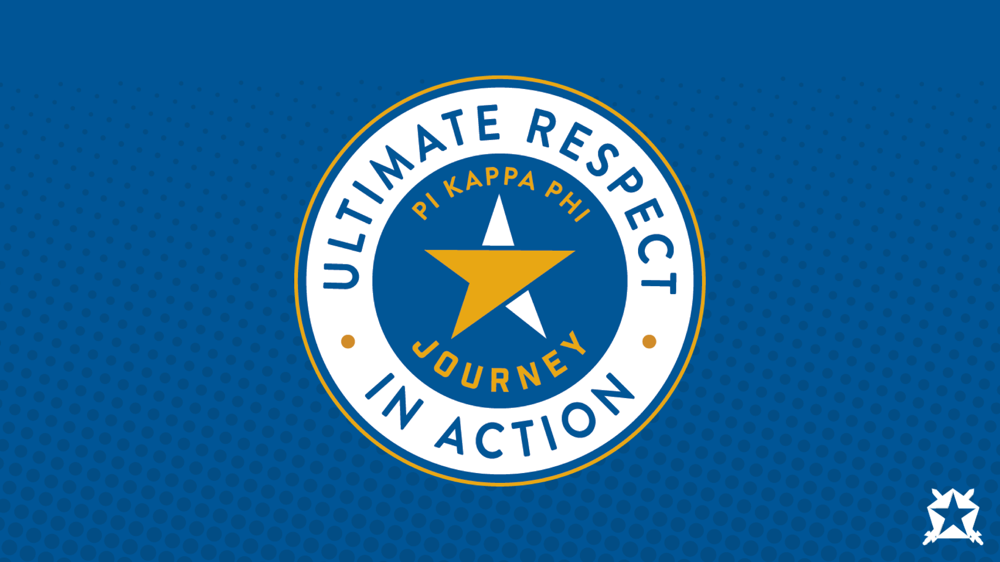 ULTIMATE RESPECT
PI KAPPA PHI
JOURNEY
IN ACTION